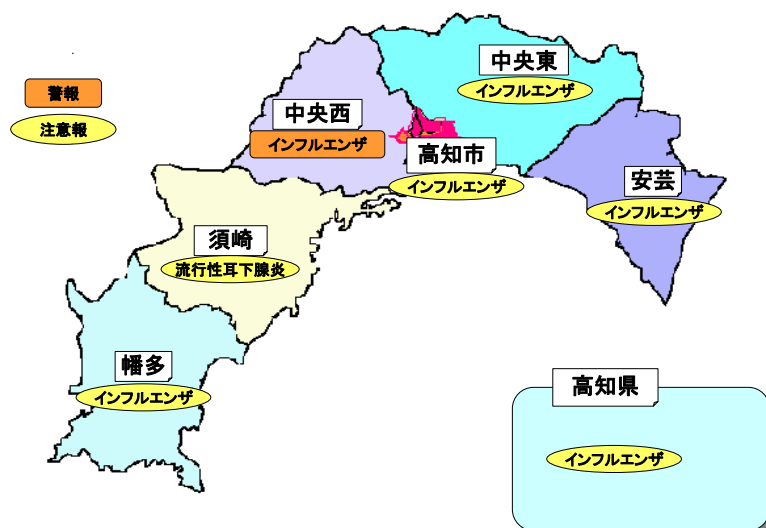 警報
注意報
中央東
インフルエンザ
中央西
インフルエンザ
高知市
インフルエンザ
安芸
インフルエンザ
須崎
流行性耳下腺炎
幡多
インフルエンザ
高知県
インフルエンザ